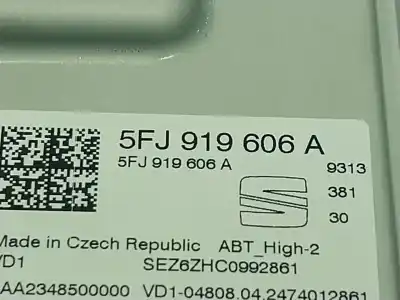 5FJ 919 606 A
5FJ 919 606 A
9313
381
30
Made in Czech Republic ABT_High-2
VD1 SEZ6ZHC0992861
AA2348500000 VD1-04808.04.2474012861